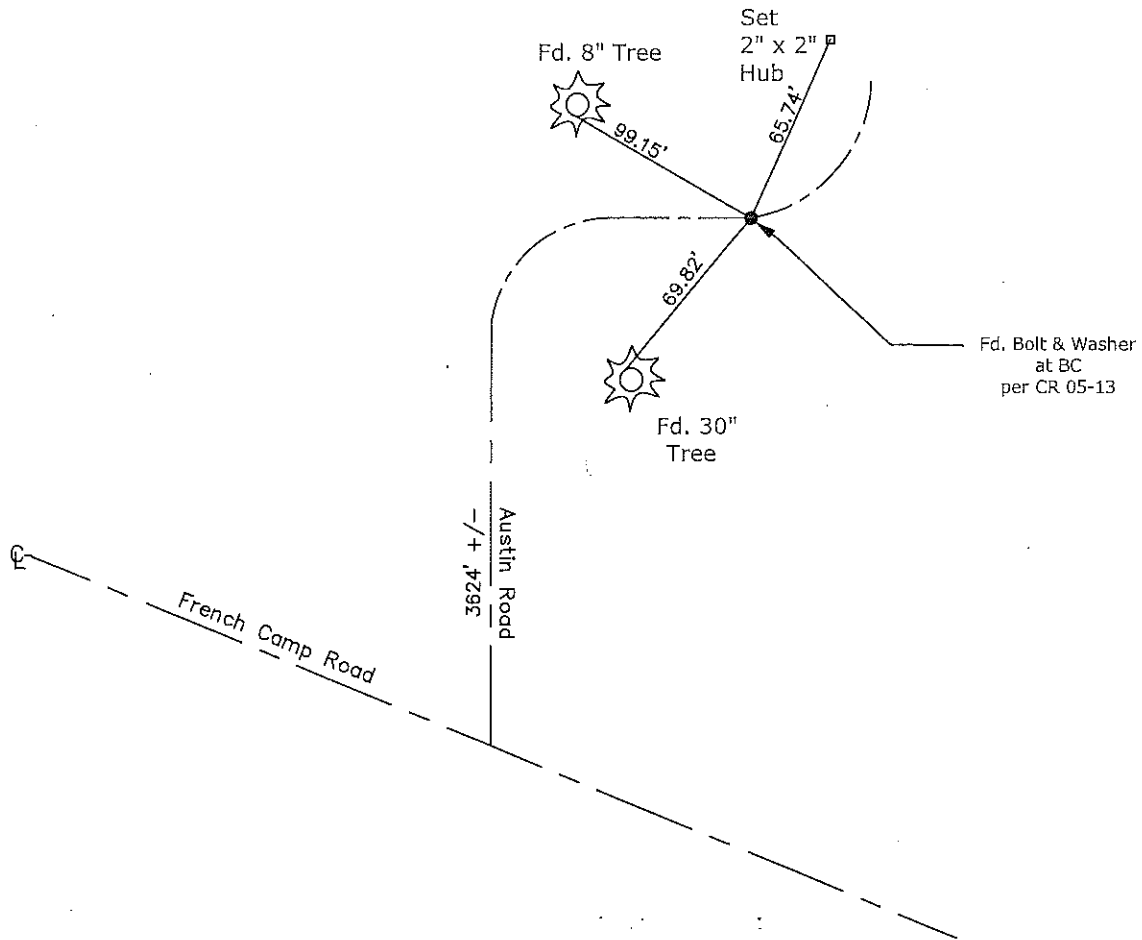 Set
2" x 2"
Hub
Fd. 8" Tree
99.15'
65.74'
69.82'
Fd. Bolt & Washer
at BC
per CR 05-13
Fd. 30"
Tree
Austin Road
3624' +/-
℄
French Camp Road